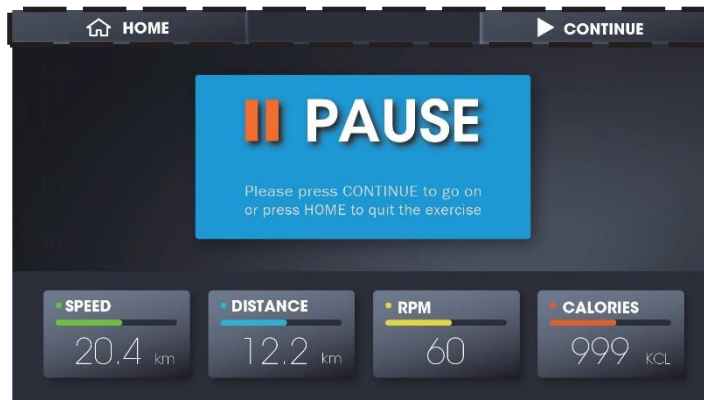 HOME
CONTINUE
PAUSE
Please press CONTINUE to go on
or press HOME to quit the exercise
SPEED
20.4 km
DISTANCE
12.2 km
RPM
60
CALORIES
999 KCL